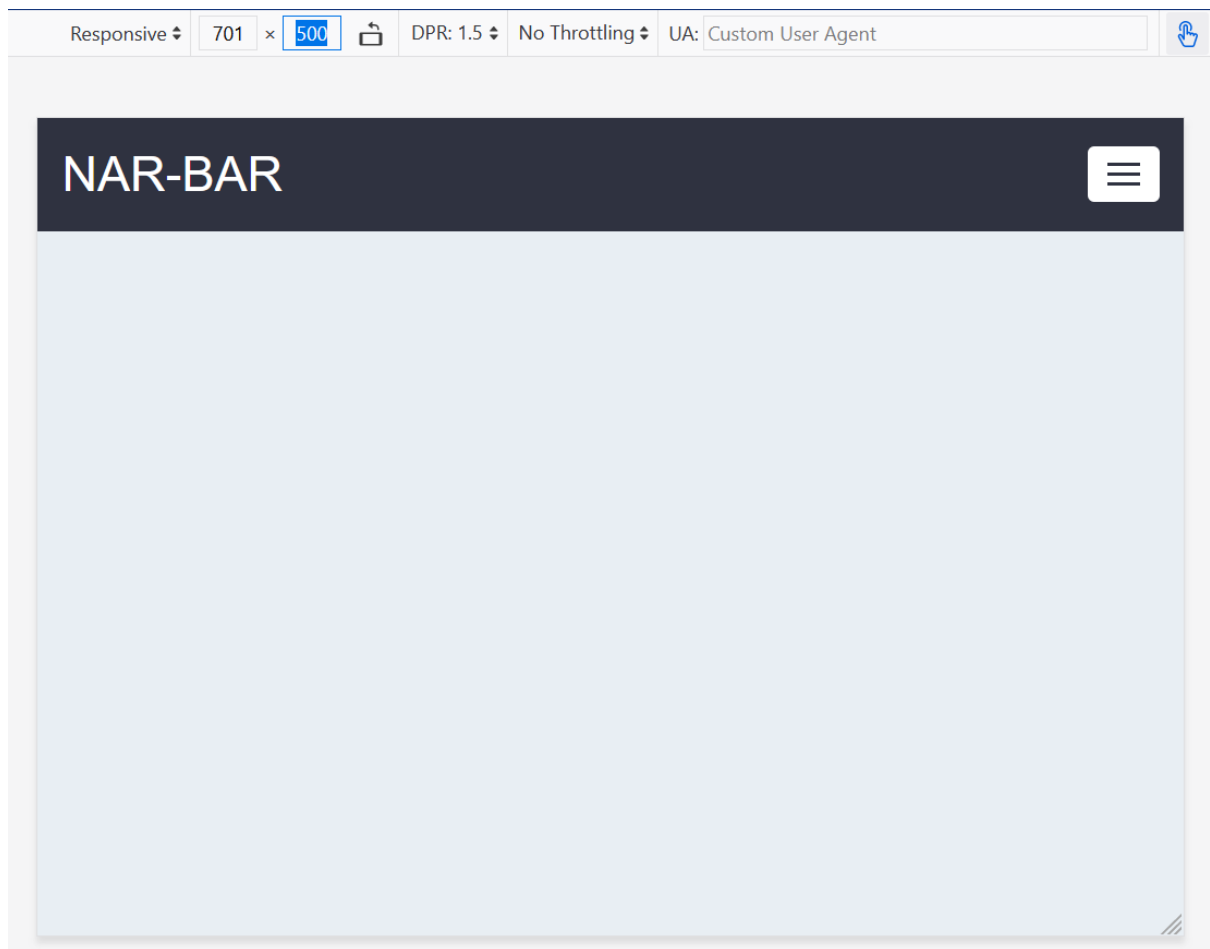 Responsive 701 × 500 DPR: 1.5 No Throttling UA: Custom User Agent
NAR-BAR